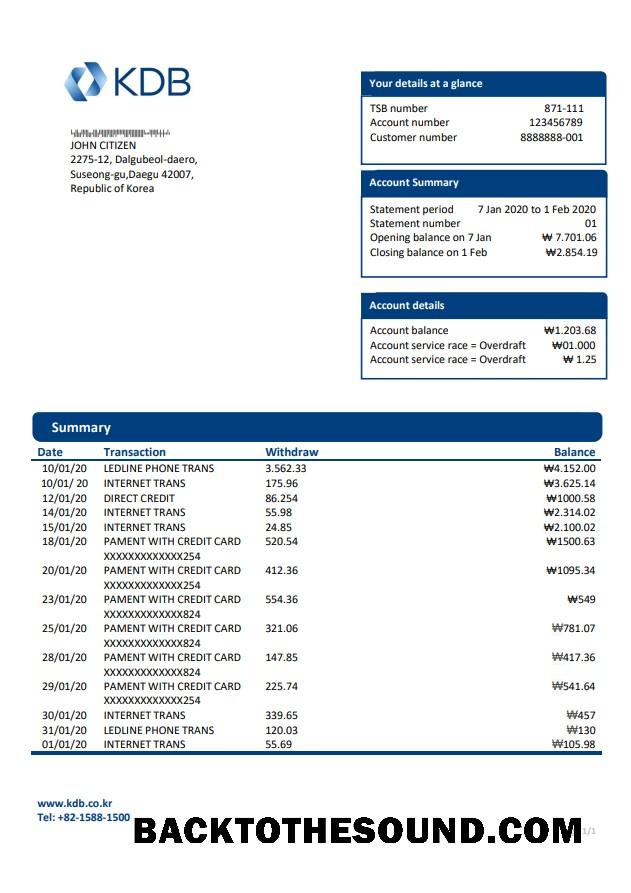 KDB
JOHN CITIZEN
2275-12, Dalgubeol-daero,
Suseong-gu,Daegu 42007,
Republic of Korea
Your details at a glance
TSB number 871-111
Account number 123456789
Customer number 8888888-001
Account Summary
Statement period 7 Jan 2020 to 1 Feb 2020
Statement number 01
Opening balance on 7 Jan ₩ 7.701.06
Closing balance on 1 Feb ₩2.854.19
Account details
Account balance ₩1.203.68
Account service race = Overdraft ₩01.000
Account service race = Overdraft ₩ 1.25
Summary
Date Transaction Withdraw Balance
10/01/20 LEDLINE PHONE TRANS 3.562.33 ₩4.152.00
10/01/ 20 INTERNET TRANS 175.96 ₩3.625.14
12/01/20 DIRECT CREDIT 86.254 ₩1000.58
14/01/20 INTERNET TRANS 55.98 ₩2.314.02
15/01/20 INTERNET TRANS 24.85 ₩2.100.02
18/01/20 PAMENT WITH CREDIT CARD 520.54 ₩1500.63
XXXXXXXXXXXXX254
20/01/20 PAMENT WITH CREDIT CARD 412.36 ₩1095.34
XXXXXXXXXXXXX254
23/01/20 PAMENT WITH CREDIT CARD 554.36 ₩549
XXXXXXXXXXXXX824
25/01/20 PAMENT WITH CREDIT CARD 321.06 ₩781.07
XXXXXXXXXXXXX824
28/01/20 PAMENT WITH CREDIT CARD 147.85 ₩417.36
XXXXXXXXXXXXX824
29/01/20 PAMENT WITH CREDIT CARD 225.74 ₩541.64
XXXXXXXXXXXXX254
30/01/20 INTERNET TRANS 339.65 ₩457
31/01/20 LEDLINE PHONE TRANS 120.03 ₩130
01/01/20 INTERNET TRANS 55.69 ₩105.98
www.kdb.co.kr
Tel: +82-1588-1500
BACKTOTHESOUND.COM
1/1